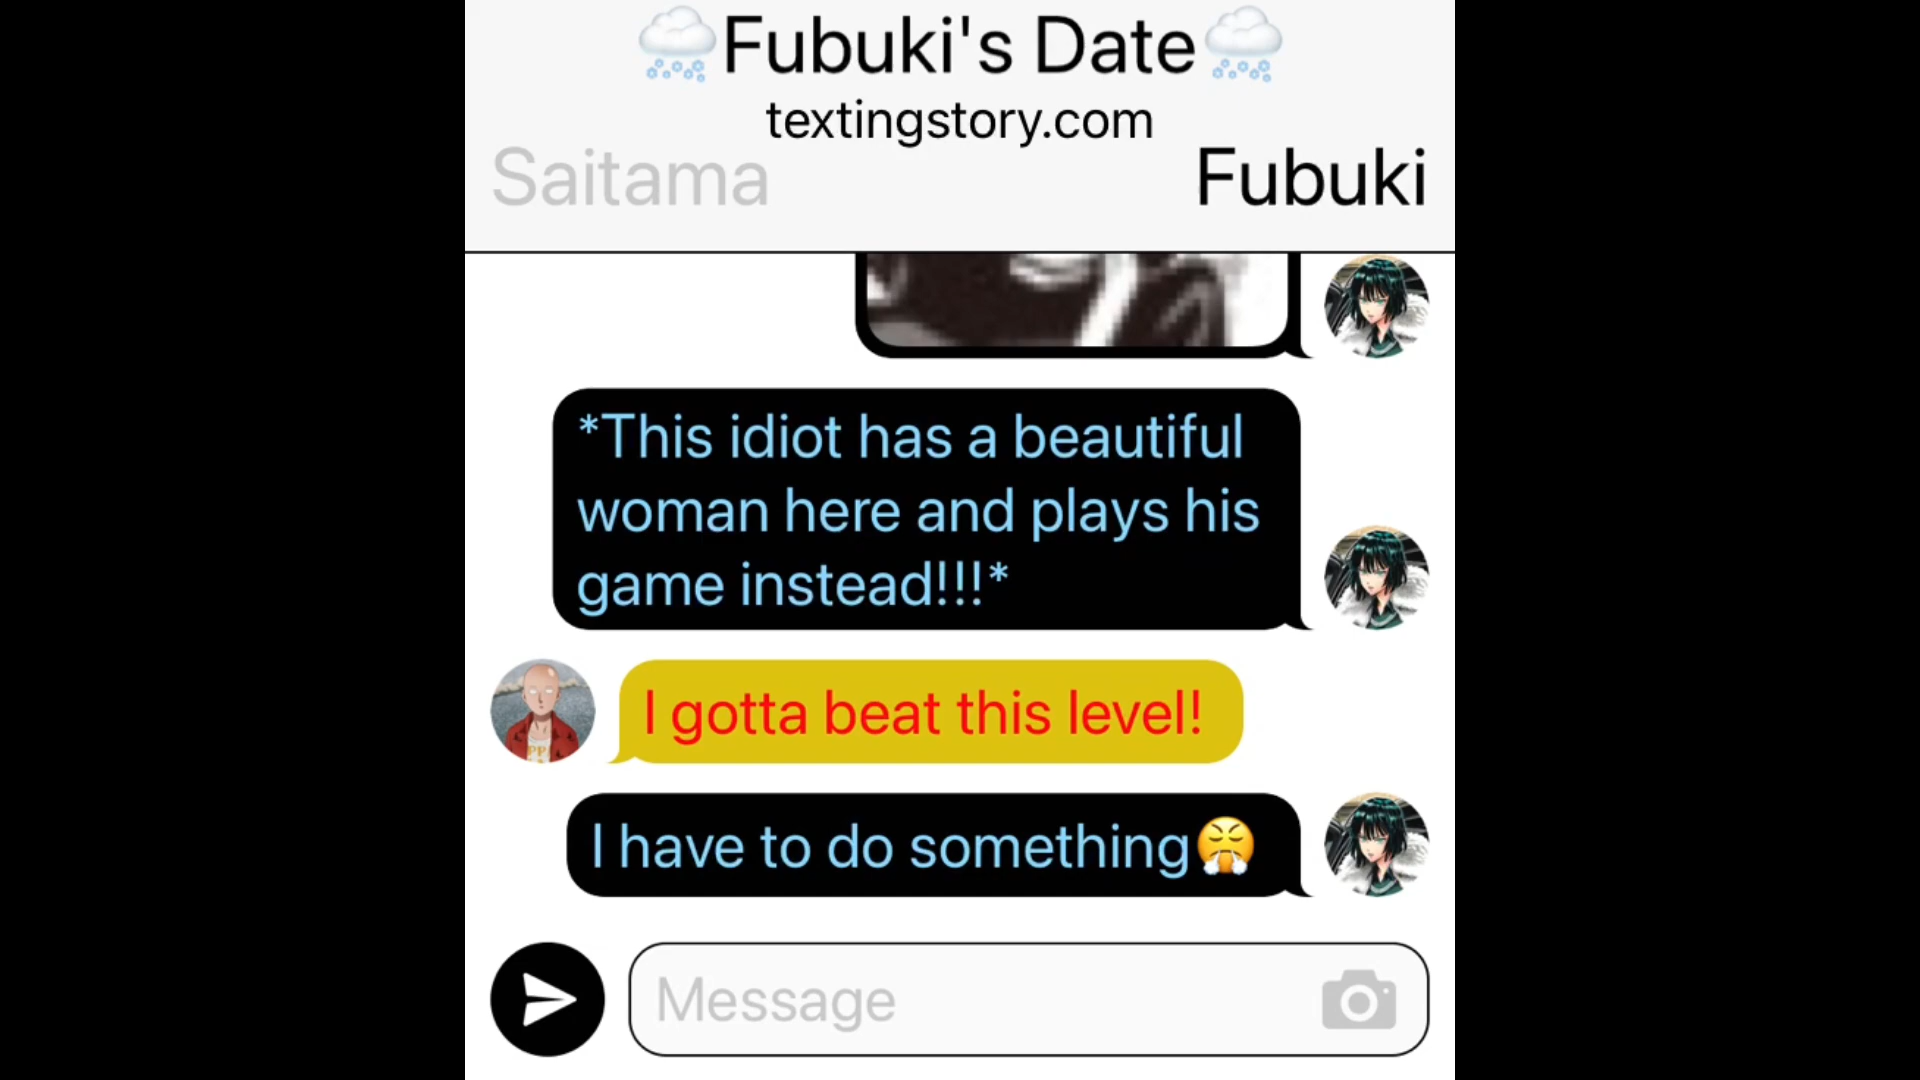 🌨️Fubuki's Date🌨️
textingstory.com
Saitama
Fubuki
*This idiot has a beautiful
woman here and plays his
game instead!!!*
I gotta beat this level!
I have to do something😤
Message